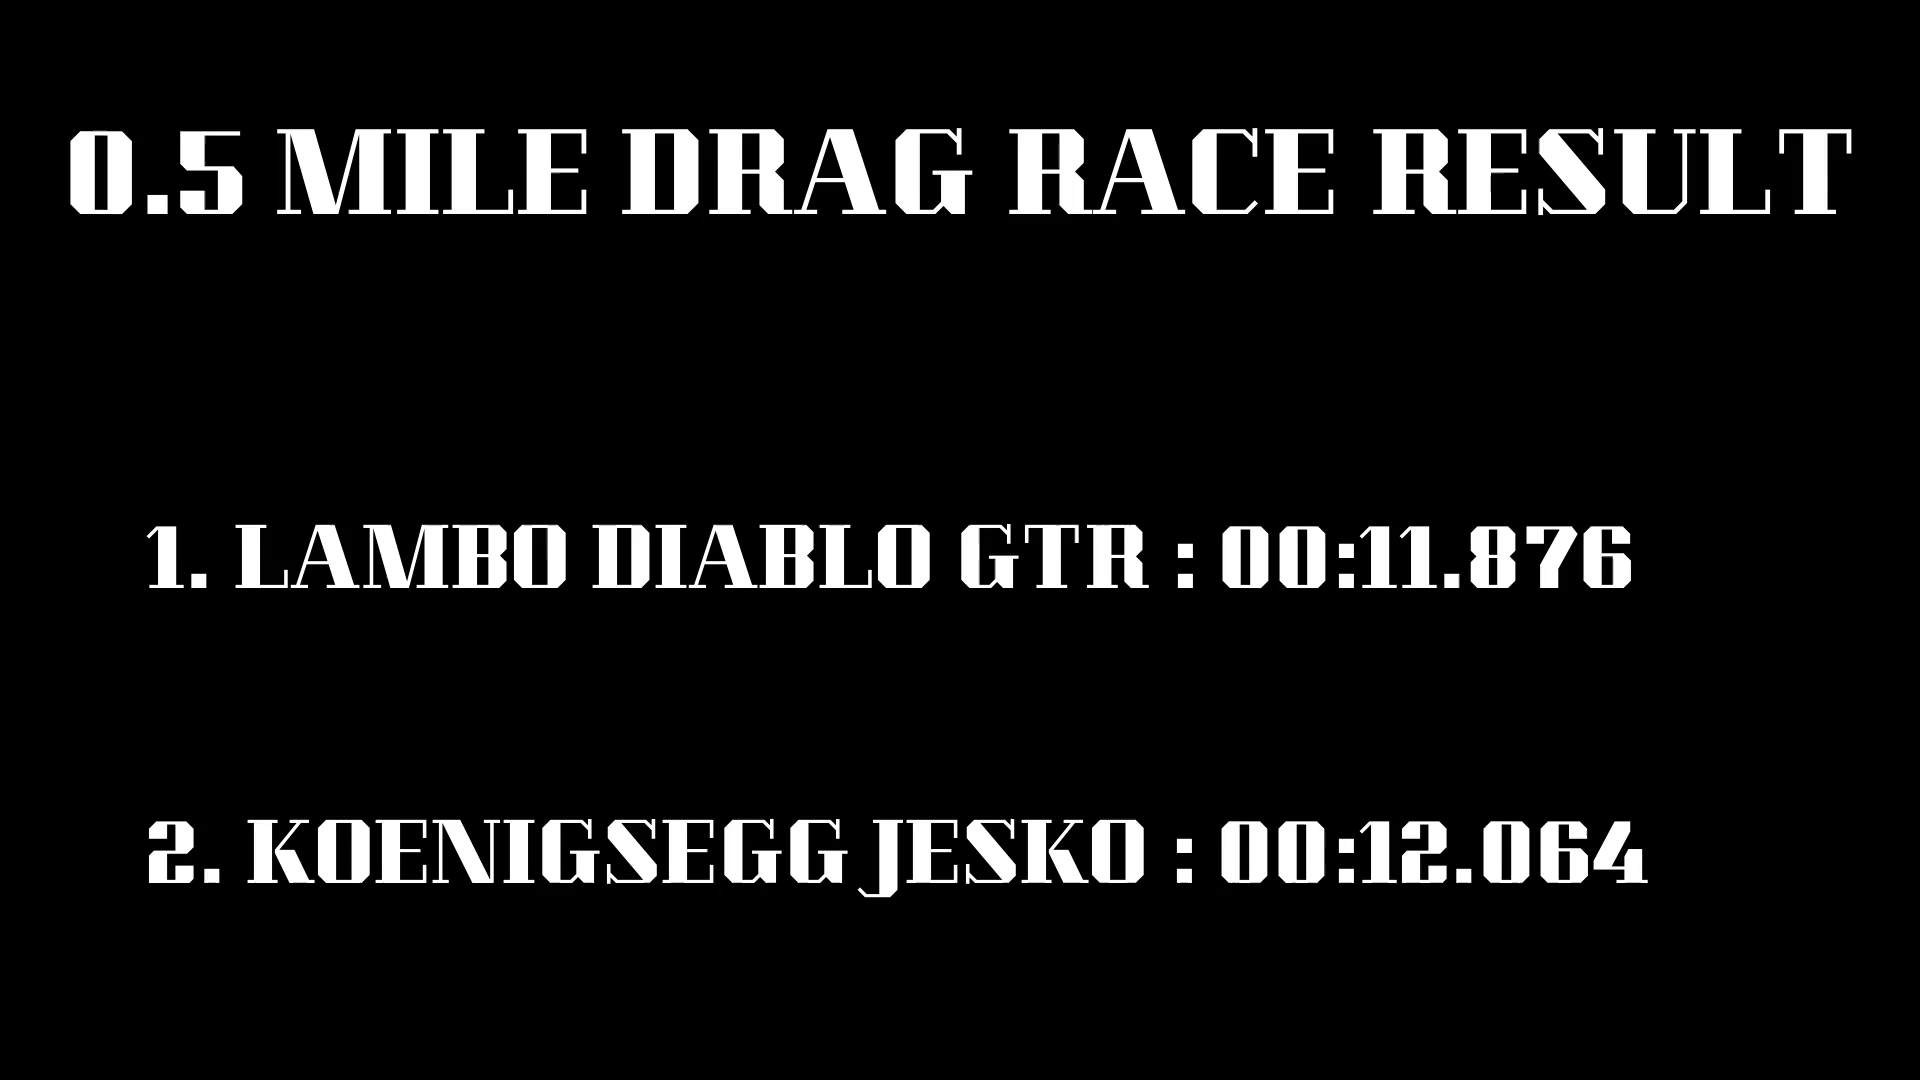 0.5 MILE DRAG RACE RESULT
1. LAMBO DIABLO GTR : 00:11.876
2. KOENIGSEGG JESKO : 00:12.064